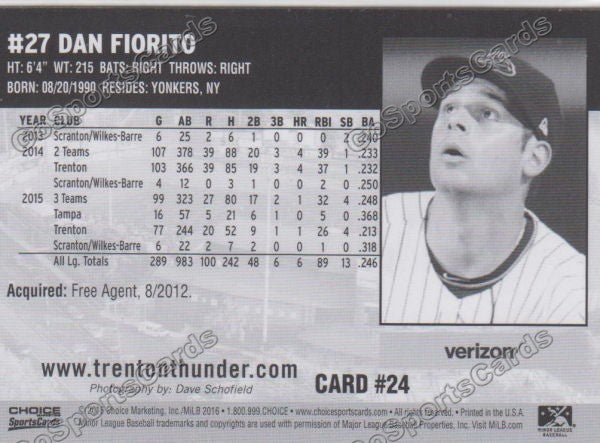 #27 DAN FIORITO
HT: 6'4" WT: 215 BATS: RIGHT THROWS: RIGHT
BORN: 08/20/1990 RESIDES: YONKERS, NY
YEAR CLUB G AB R H 2B 3B HR RBI SB BA
2013 Scranton/Wilkes-Barre 6 25 2 6 1 0 0 0 2 .240
2014 2 Teams 107 378 39 88 20 3 4 39 1 .233
Trenton 103 366 39 85 19 3 4 39 1 .232
Scranton/Wilkes-Barre 4 12 0 3 1 0 0 0 0 .250
2015 3 Teams 99 323 27 80 17 2 1 32 4 .248
Tampa 16 57 5 21 6 1 0 5 0 .368
Trenton 77 244 20 52 9 1 1 26 4 .213
Scranton/Wilkes-Barre 6 22 2 7 2 0 0 1 0 .318
All Lg. Totals 289 983 100 242 48 6 6 89 13 .246
Acquired: Free Agent, 8/2012.
verizon
www.trentonthunder.com
Photography by: Dave Schofield
CARD #24
CHOICE
SportsCards
© 2016 Choice Marketing, Inc./MiLB 2016 • 1.800.999.CHOICE • www.choicesportscards.com • All rights reserved. • Printed in the U.S.A.
Minor League Baseball trademarks and copyrights are used with permission of Major League Baseball Properties, Inc. Visit MiLB.com
MINOR LEAGUE
BASEBALL
GoSportsCards